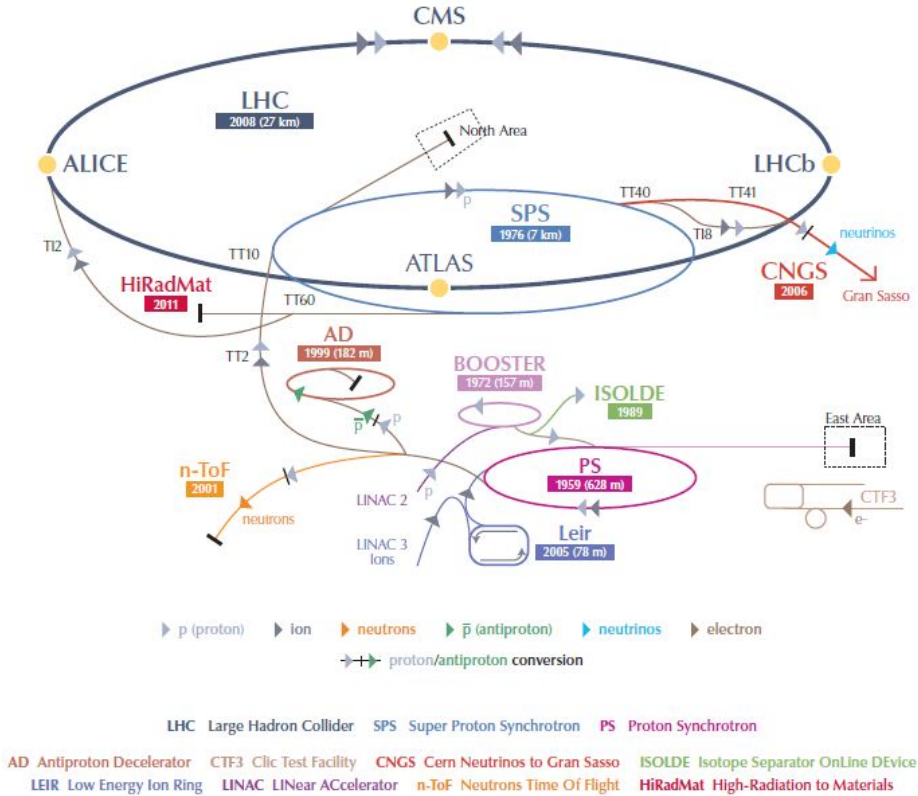 CMS
LHC
2008 (27 km)
North Area
ALICE
LHCb
TT40
TT41
p
SPS
1976 (7 km)
TI8
neutrinos
TI2
TT10
ATLAS
CNGS
2006
Gran Sasso
HiRadMat
2011
TT60
AD
1999 (182 m)
TT2
BOOSTER
1972 (157 m)
ISOLDE
1989
p̅
p
East Area
n-ToF
2001
PS
1959 (628 m)
LINAC 2
p
CTF3
e-
neutrons
LINAC 3
Ions
Leir
2005 (78 m)
p (proton) ion neutrons p̅ (antiproton) neutrinos electron
proton/antiproton conversion
LHC Large Hadron Collider SPS Super Proton Synchrotron PS Proton Synchrotron
AD Antiproton Decelerator CTF3 Clic Test Facility CNGS Cern Neutrinos to Gran Sasso ISOLDE Isotope Separator OnLine DEvice
LEIR Low Energy Ion Ring LINAC LINear ACcelerator n-ToF Neutrons Time Of Flight HiRadMat High-Radiation to Materials